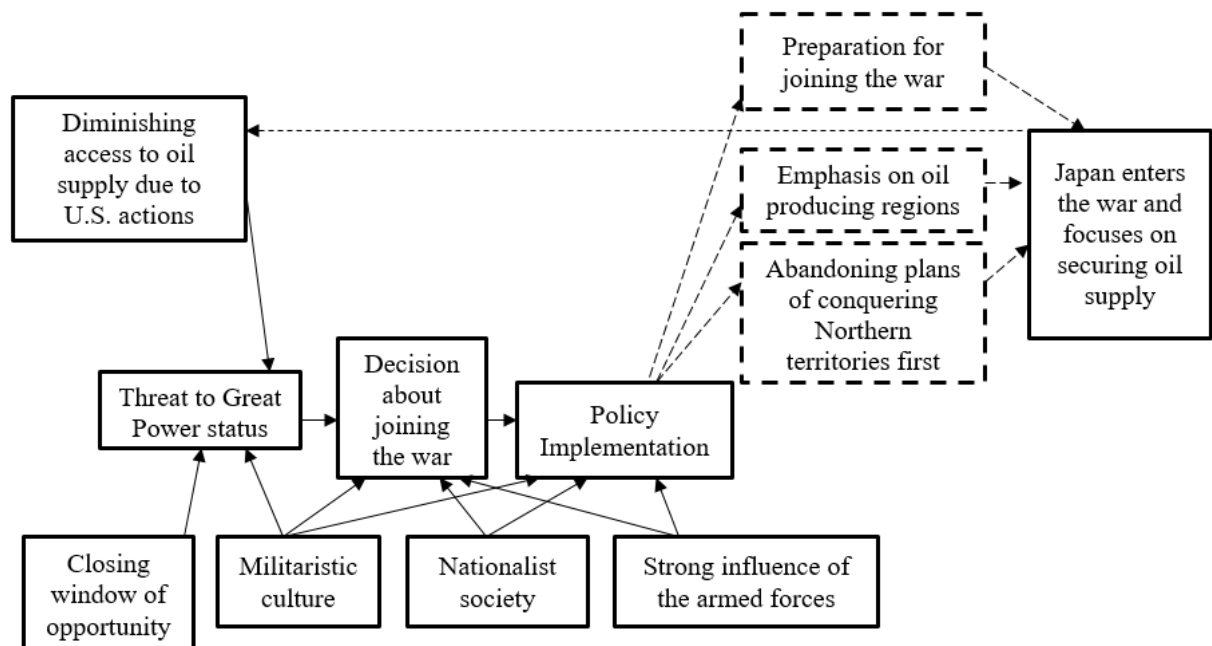 Preparation for
joining the war
Diminishing
access to oil
supply due to
U.S. actions
Emphasis on oil
producing regions
Japan enters
the war and
focuses on
securing oil
supply
Abandoning plans
of conquering
Northern
territories first
Threat to Great
Power status
Decision
about
joining
the war
Policy
Implementation
Closing
window of
opportunity
Militaristic
culture
Nationalist
society
Strong influence of
the armed forces